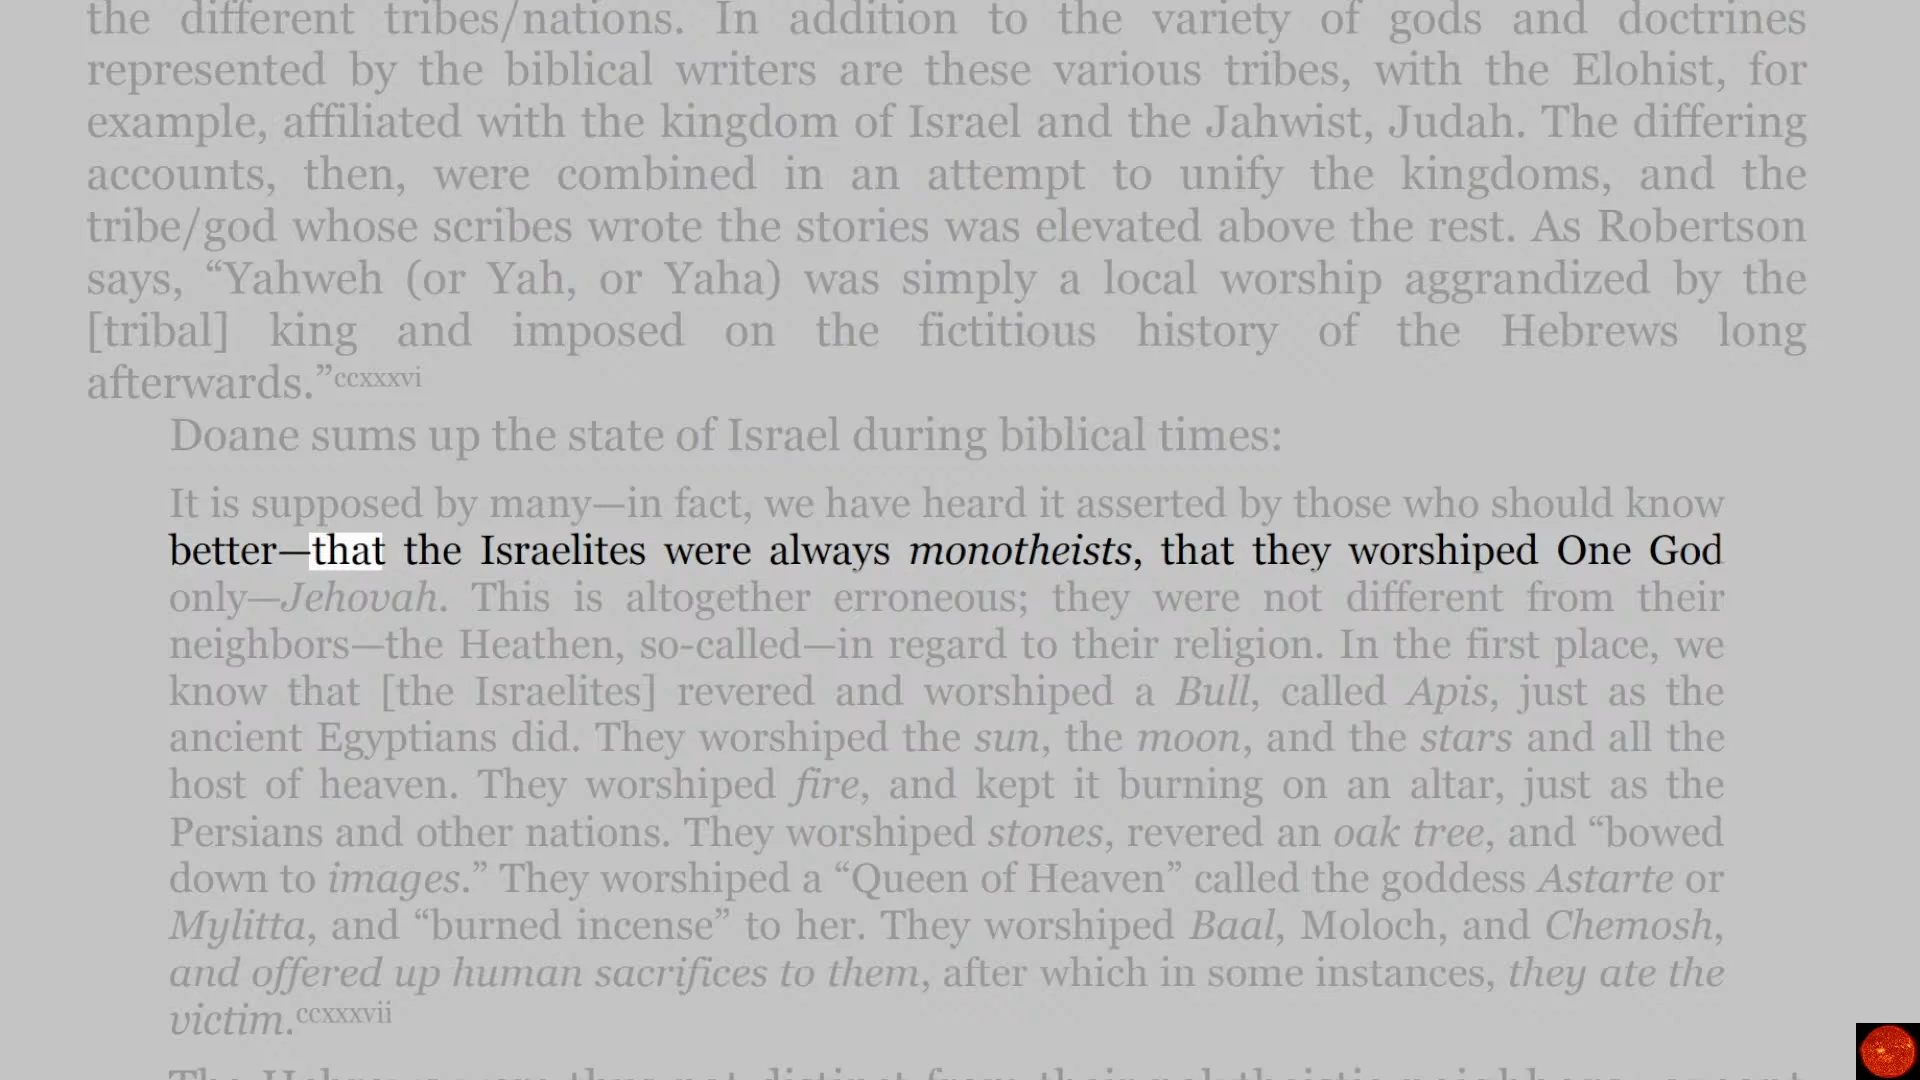 the different tribes/nations. In addition to the variety of gods and doctrines
represented by the biblical writers are these various tribes, with the Elohist, for
example, affiliated with the kingdom of Israel and the Jahwist, Judah. The differing
accounts, then, were combined in an attempt to unify the kingdoms, and the
tribe/god whose scribes wrote the stories was elevated above the rest. As Robertson
says, “Yahweh (or Yah, or Yaha) was simply a local worship aggrandized by the
[tribal] king and imposed on the fictitious history of the Hebrews long
afterwards.”ccxxxvi
Doane sums up the state of Israel during biblical times:
It is supposed by many—in fact, we have heard it asserted by those who should know
better—that the Israelites were always monotheists, that they worshiped One God
only—Jehovah. This is altogether erroneous; they were not different from their
neighbors—the Heathen, so-called—in regard to their religion. In the first place, we
know that [the Israelites] revered and worshiped a Bull, called Apis, just as the
ancient Egyptians did. They worshiped the sun, the moon, and the stars and all the
host of heaven. They worshiped fire, and kept it burning on an altar, just as the
Persians and other nations. They worshiped stones, revered an oak tree, and “bowed
down to images.” They worshiped a “Queen of Heaven” called the goddess Astarte or
Mylitta, and “burned incense” to her. They worshiped Baal, Moloch, and Chemosh,
and offered up human sacrifices to them, after which in some instances, they ate the
victim.ccxxxvii